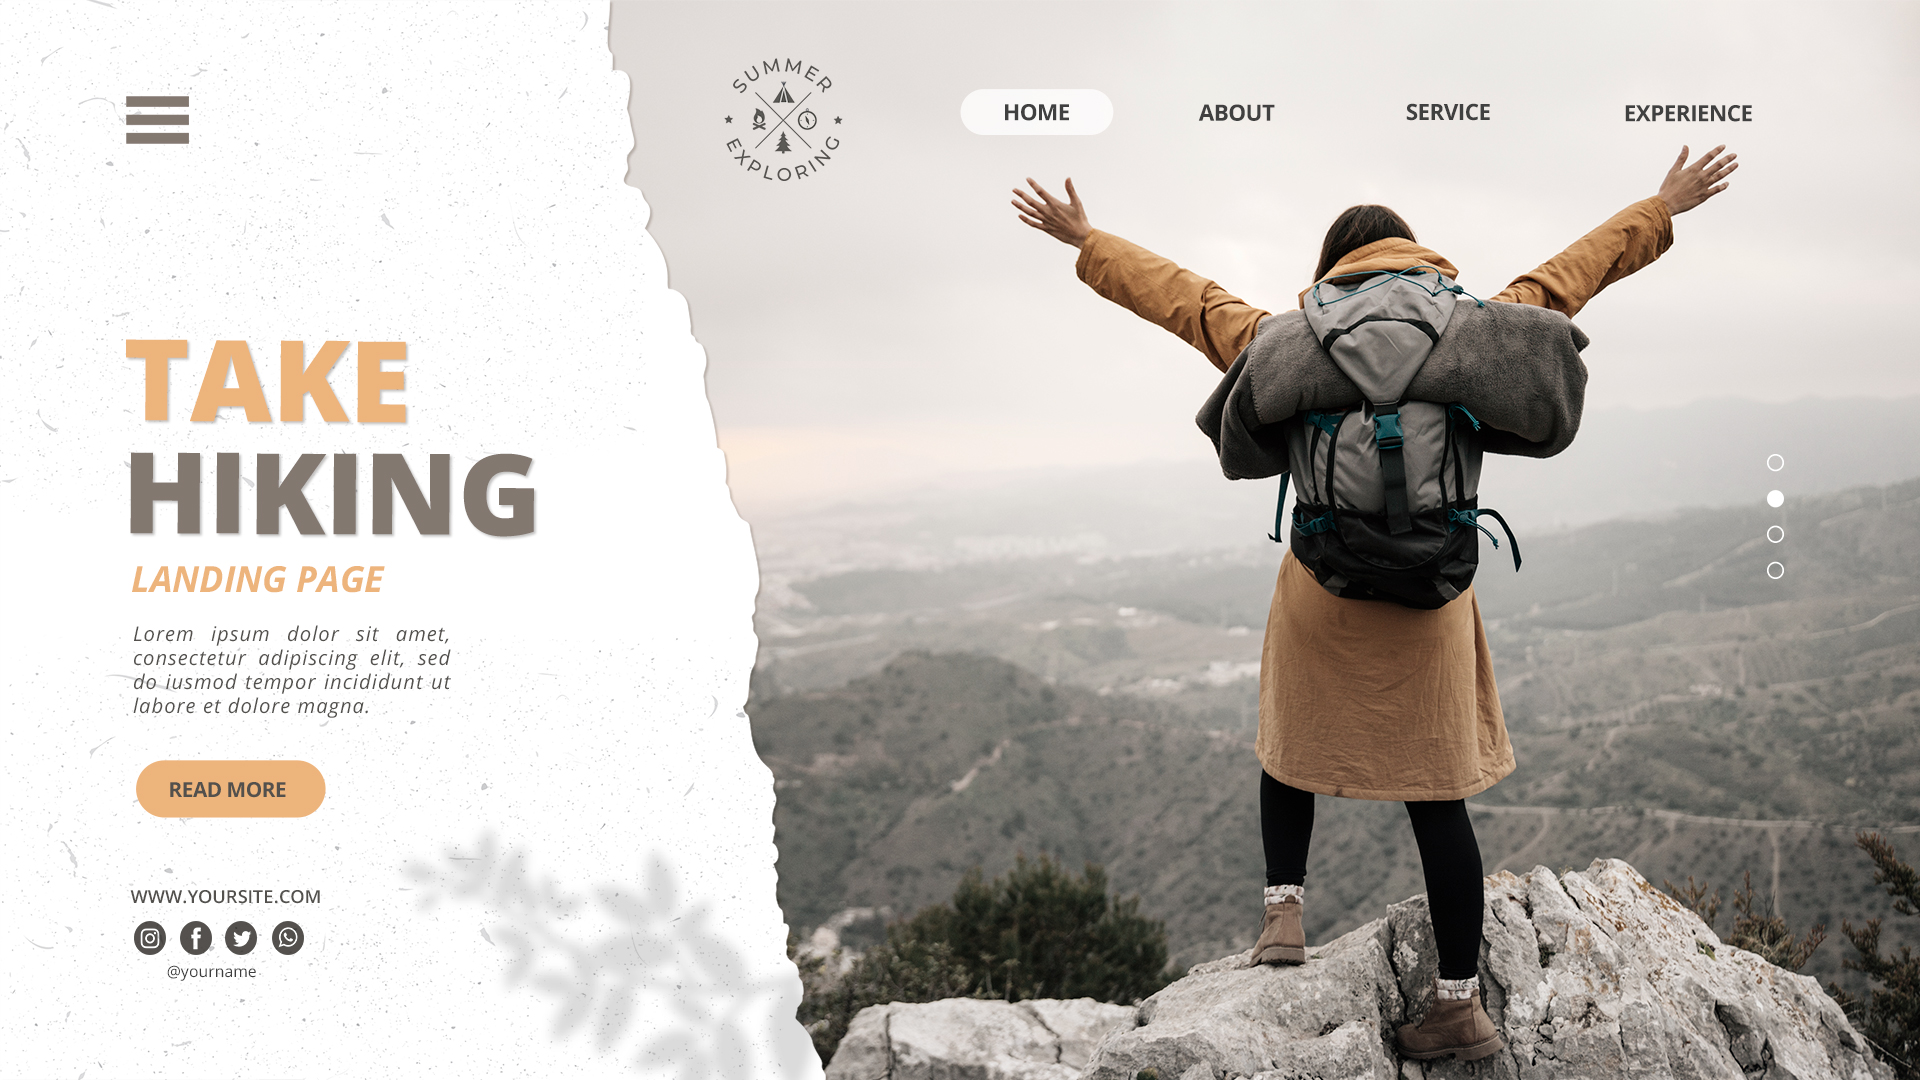 SUMMER
EXPLORING
HOME
ABOUT
SERVICE
EXPERIENCE
TAKE
HIKING
LANDING PAGE
Lorem ipsum dolor sit amet,
consectetur adipiscing elit, sed
do iusmod tempor incididunt ut
labore et dolore magna.
READ MORE
WWW.YOURSITE.COM
@yourname